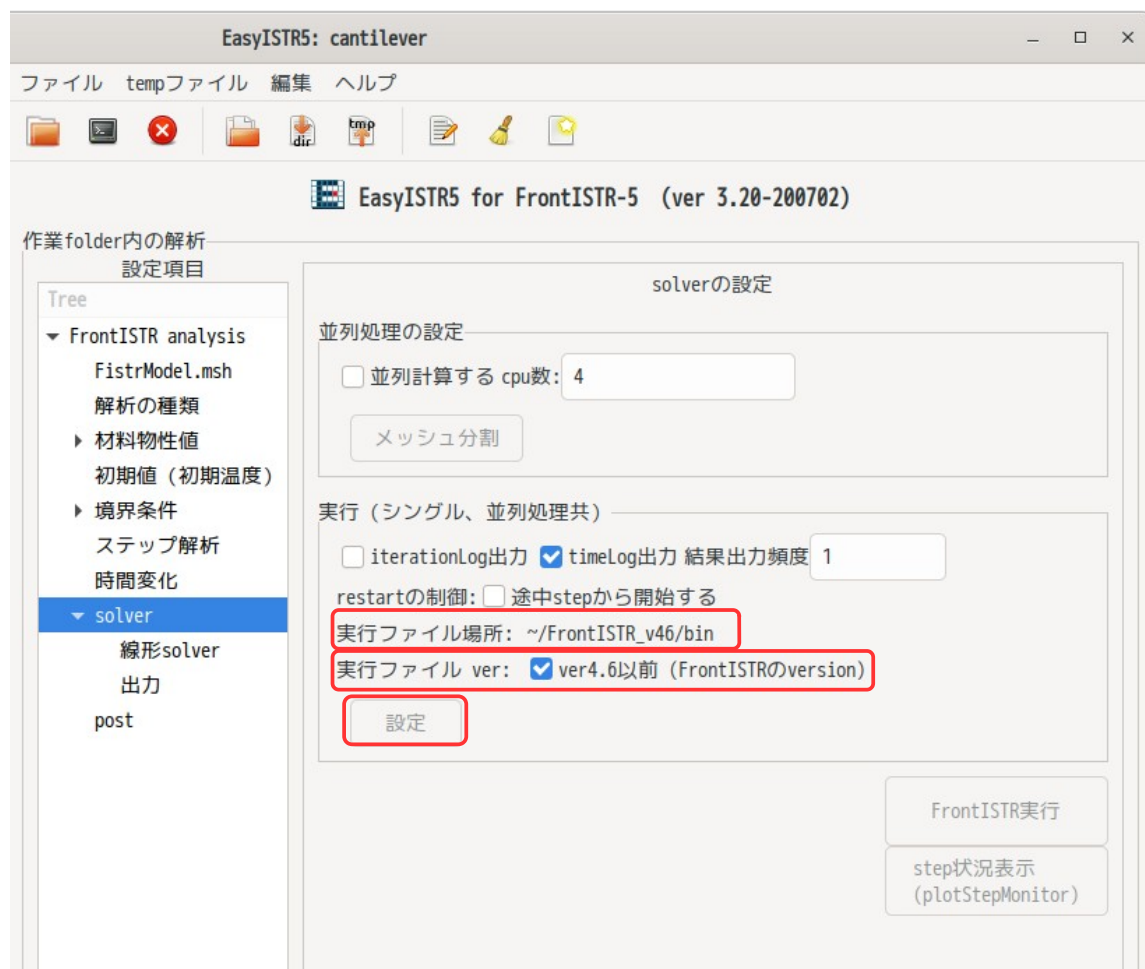 EasyISTR5: cantilever
ファイル tempファイル 編集 ヘルプ
dir
tmp
EasyISTR5 for FrontISTR-5 (ver 3.20-200702)
作業folder内の解析
設定項目
Tree
FrontISTR analysis
FistrModel.msh
解析の種類
材料物性値
初期値 (初期温度)
境界条件
ステップ解析
時間変化
solver
線形solver
出力
post
solverの設定
並列処理の設定
並列計算する cpu数: 4
メッシュ分割
実行 (シングル、並列処理共)
iterationLog出力 timeLog出力 結果出力頻度 1
restartの制御: 途中stepから開始する
実行ファイル場所: ~/FrontISTR_v46/bin
実行ファイル ver: ver4.6以前 (FrontISTRのversion)
設定
FrontISTR実行
step状況表示
(plotStepMonitor)